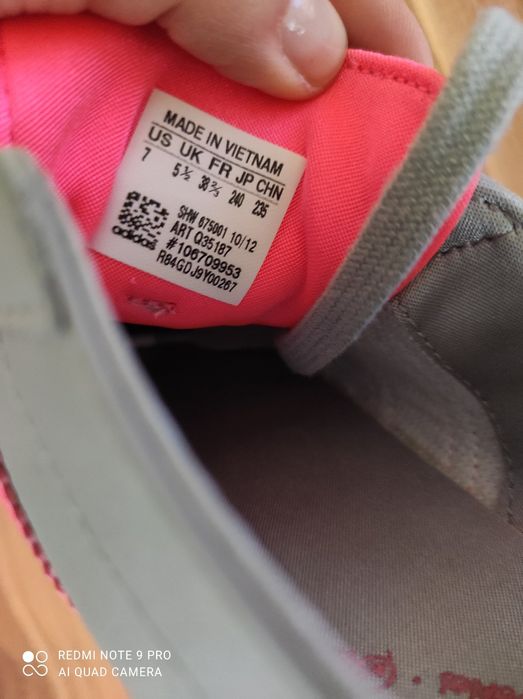 MADE IN VIETNAM
US UK FR JP CHN
7 5½ 38⅔ 240 235
SHW 675001 10/12
ART Q35187
#106709953
R84GDJ9Y00267
adidas
REDMI NOTE 9 PRO
AI QUAD CAMERA